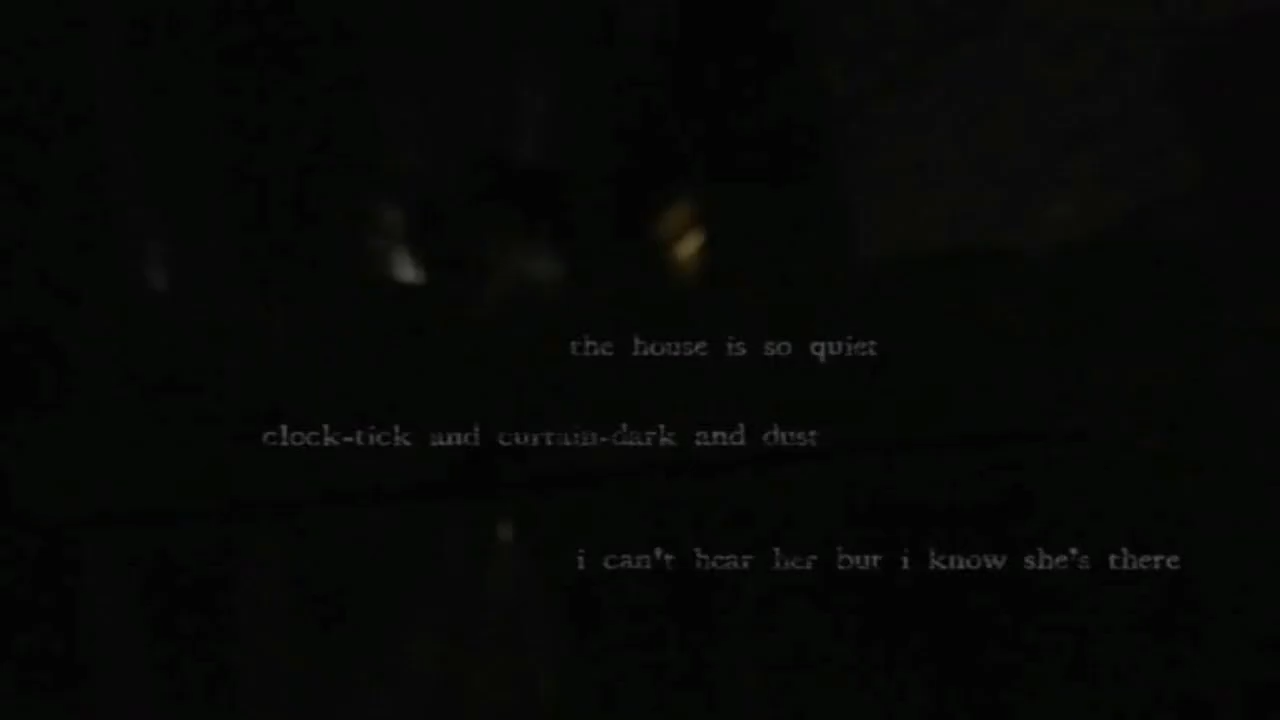 the house is so quiet
clock-tick and curtain-dark and dust
i can't hear her but i know she's there